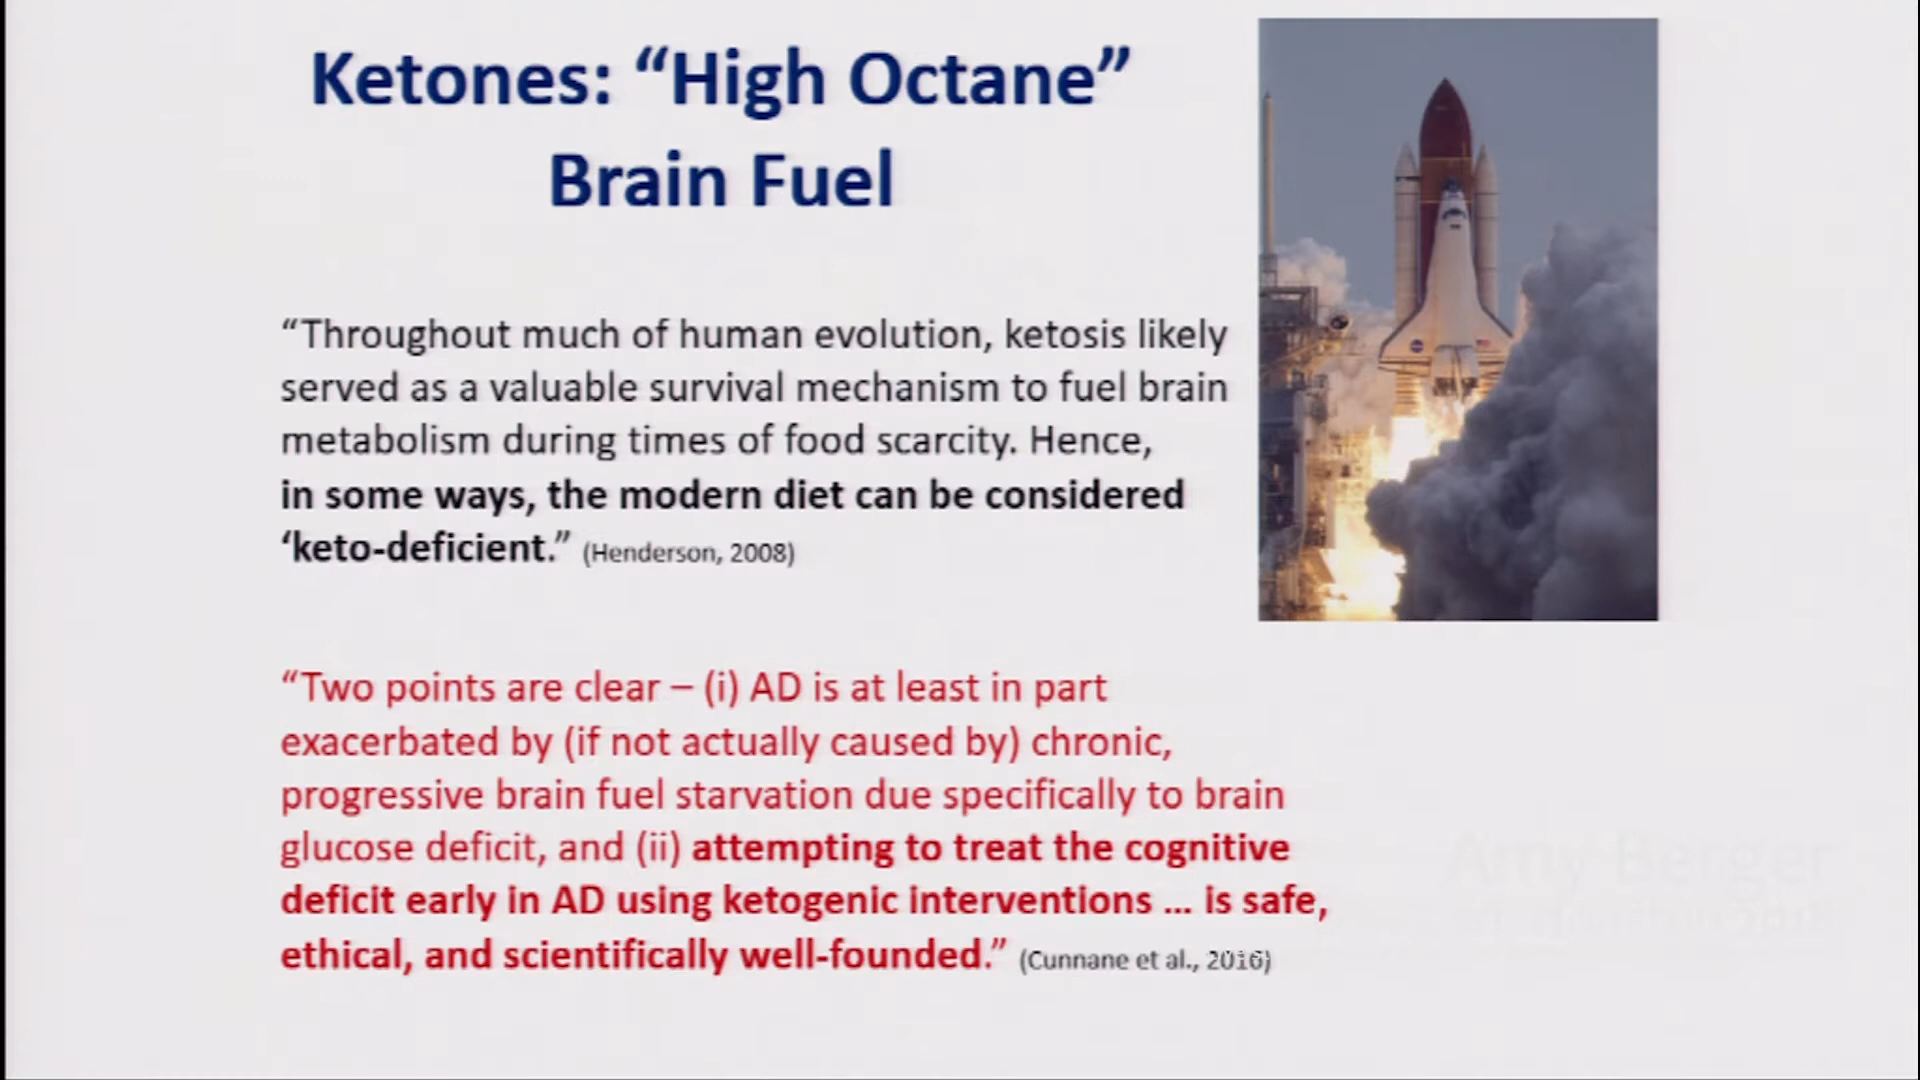 Ketones: “High Octane”
Brain Fuel
“Throughout much of human evolution, ketosis likely
served as a valuable survival mechanism to fuel brain
metabolism during times of food scarcity. Hence,
in some ways, the modern diet can be considered
‘keto-deficient.” (Henderson, 2008)
“Two points are clear – (i) AD is at least in part
exacerbated by (if not actually caused by) chronic,
progressive brain fuel starvation due specifically to brain
glucose deficit, and (ii) attempting to treat the cognitive
deficit early in AD using ketogenic interventions ... is safe,
ethical, and scientifically well-founded.” (Cunnane et al., 2016)
Amy Berger